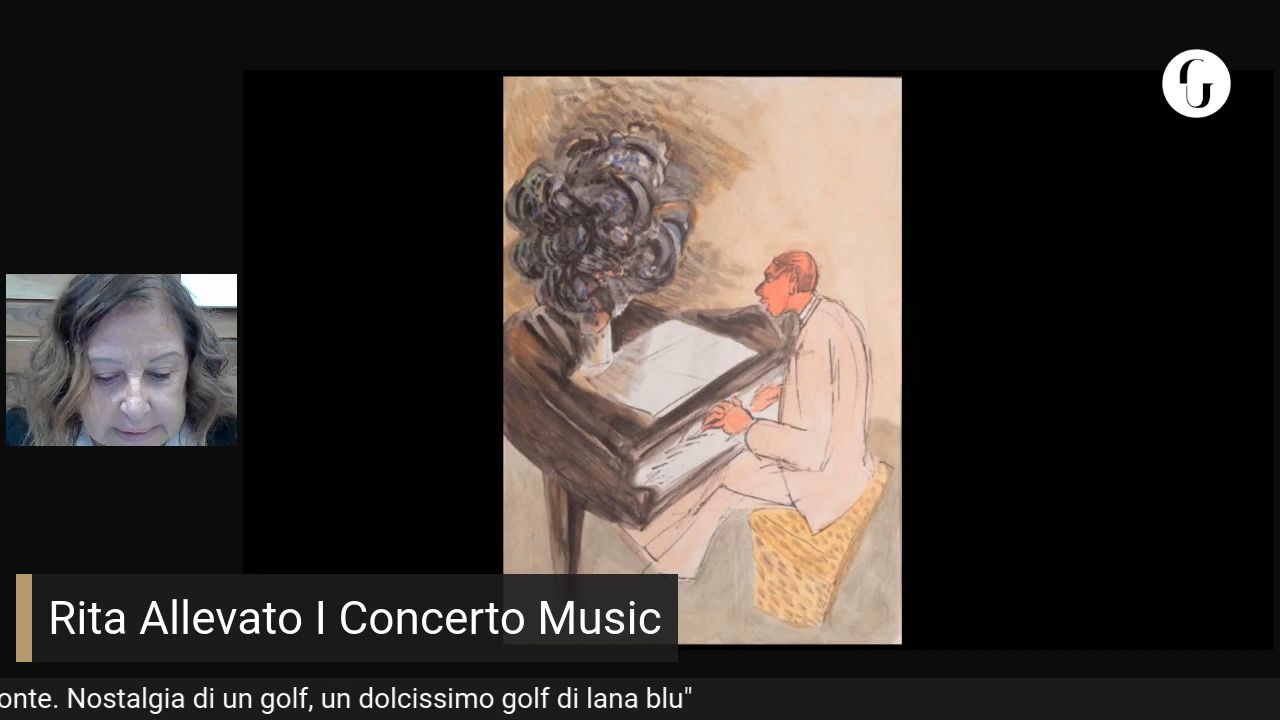 Rita Allevato I Concerto Music
onte. Nostalgia di un golf, un dolcissimo golf di lana blu"